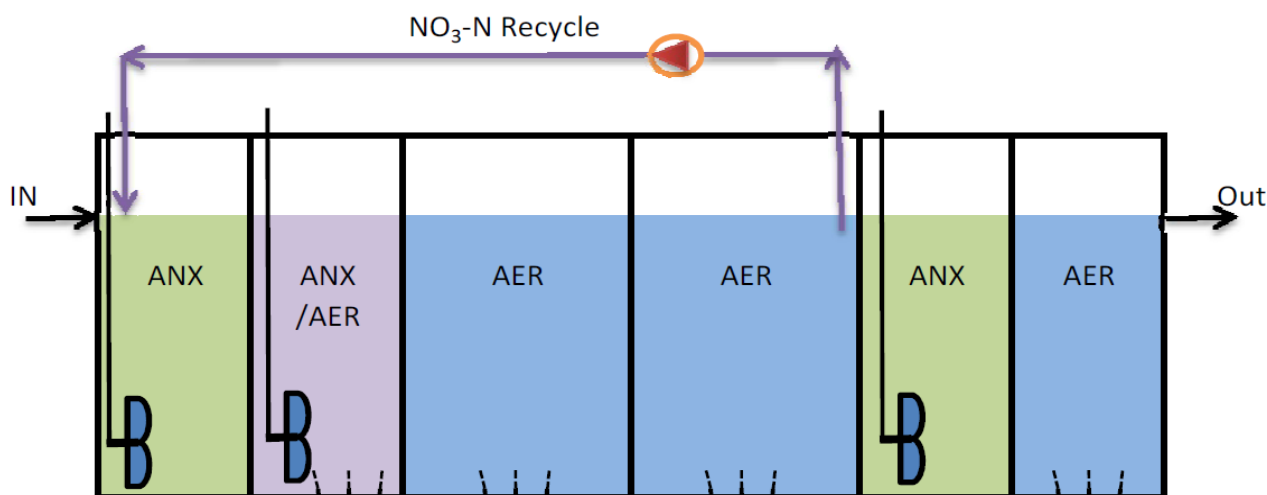 NO₃-N Recycle
IN
Out
ANX
ANX
/AER
AER
AER
ANX
AER